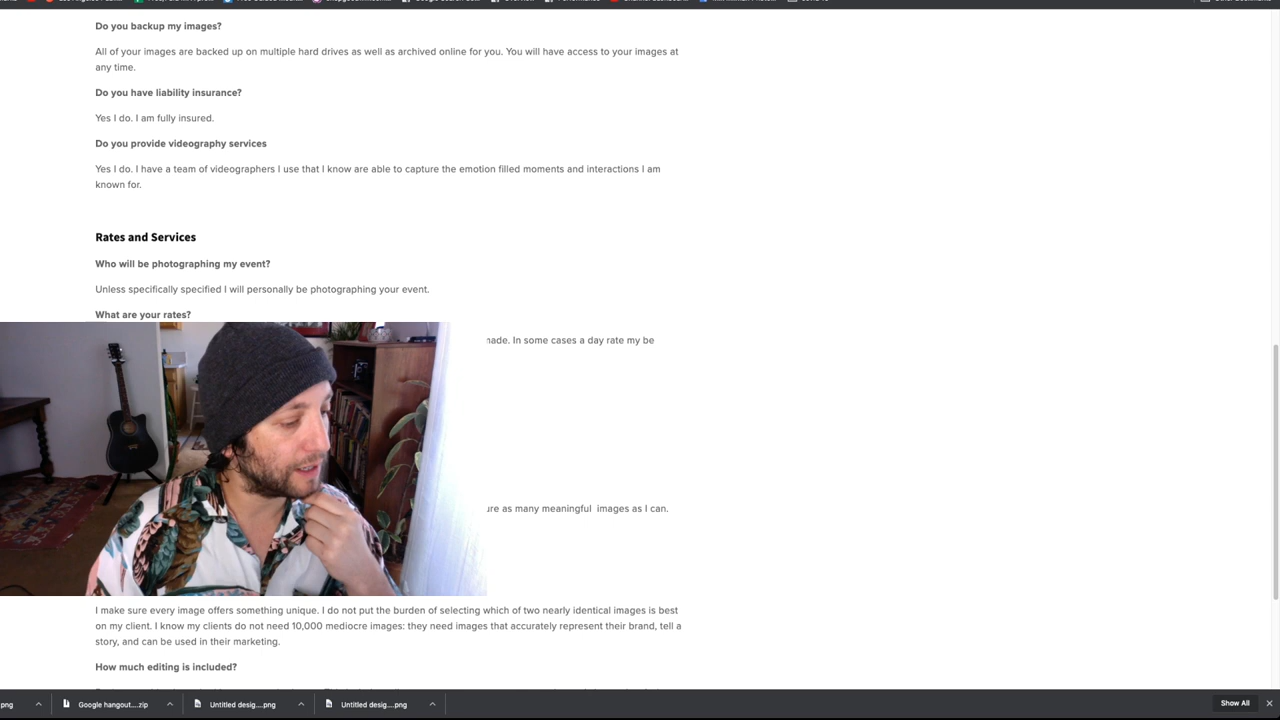 Do you backup my images?
All of your images are backed up on multiple hard drives as well as archived online for you. You will have access to your images at
any time.
Do you have liability insurance?
Yes I do. I am fully insured.
Do you provide videography services
Yes I do. I have a team of videographers I use that I know are able to capture the emotion filled moments and interactions I am
known for.
Rates and Services
Who will be photographing my event?
Unless specifically specified I will personally be photographing your event.
What are your rates?
made. In some cases a day rate my be
as many meaningful images as I can.
I make sure every image offers something unique. I do not put the burden of selecting which of two nearly identical images is best
on my client. I know my clients do not need 10,000 mediocre images: they need images that accurately represent their brand, tell a
story, and can be used in their marketing.
How much editing is included?
.png
Google hangout....zip
Untitled desig....png
Untitled desig....png
Show All